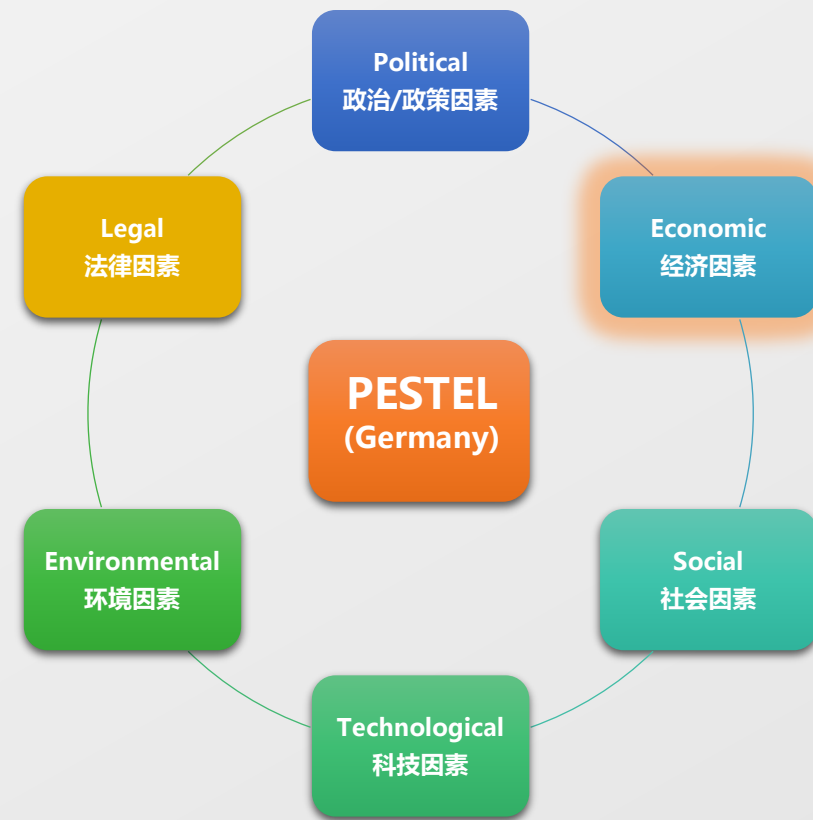 Political
政治/政策因素
Legal
法律因素
Economic
经济因素
PESTEL
(Germany)
Environmental
环境因素
Social
社会因素
Technological
科技因素